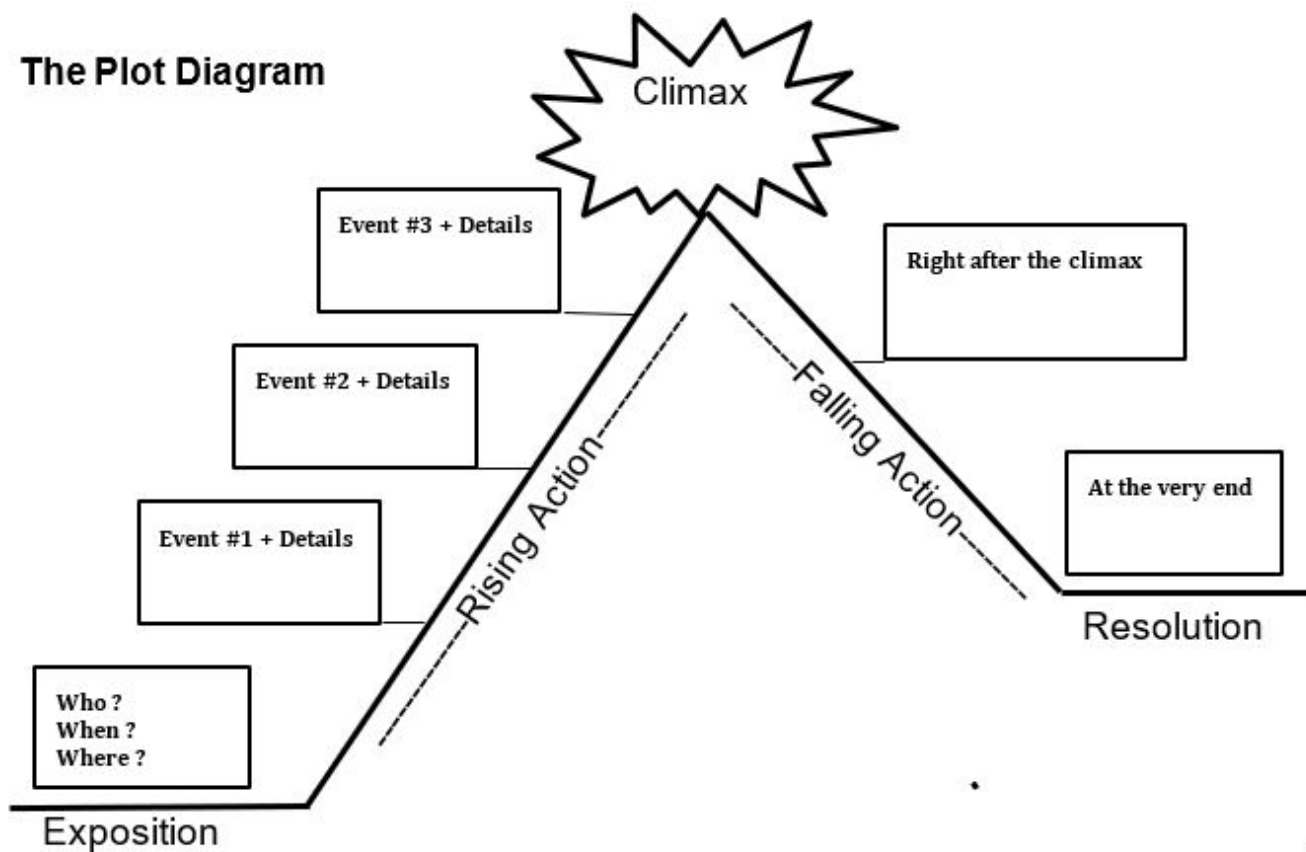 The Plot Diagram
Climax
Event #3 + Details
Right after the climax
Event #2 + Details
Falling Action
At the very end
Event #1 + Details
Rising Action
Resolution
Who ?
When ?
Where ?
Exposition